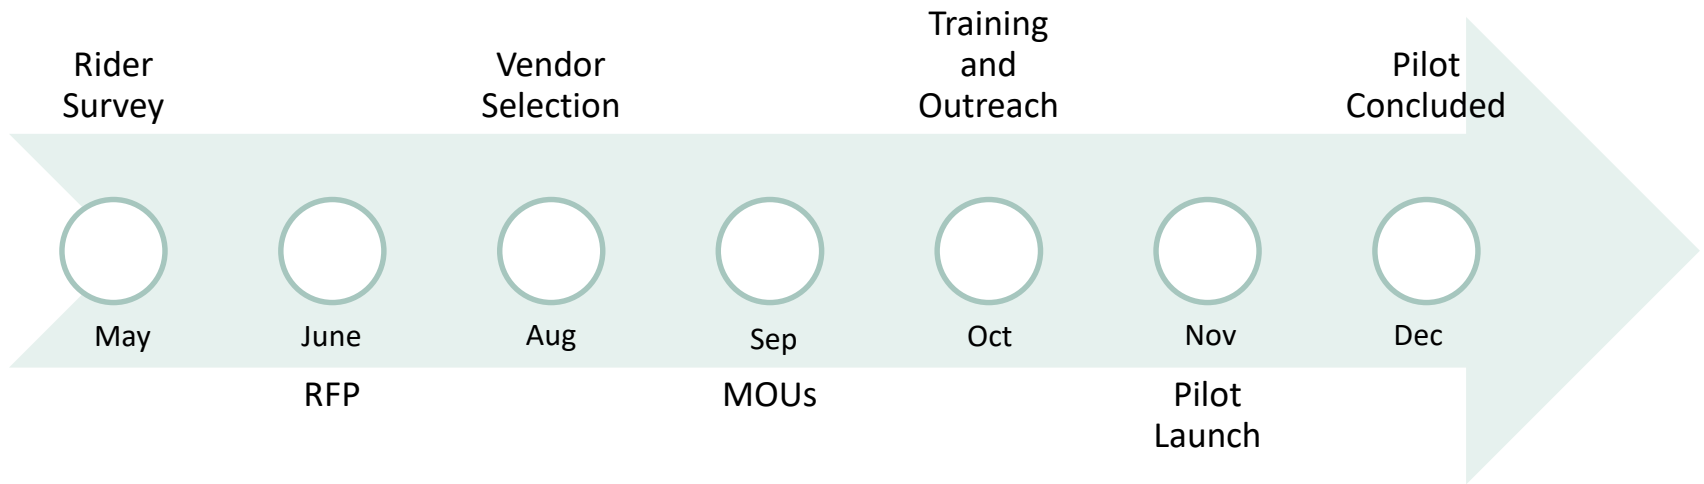 Rider
Survey
Vendor
Selection
Training
and
Outreach
Pilot
Concluded
May
June
Aug
Sep
Oct
Nov
Dec
RFP
MOUs
Pilot
Launch